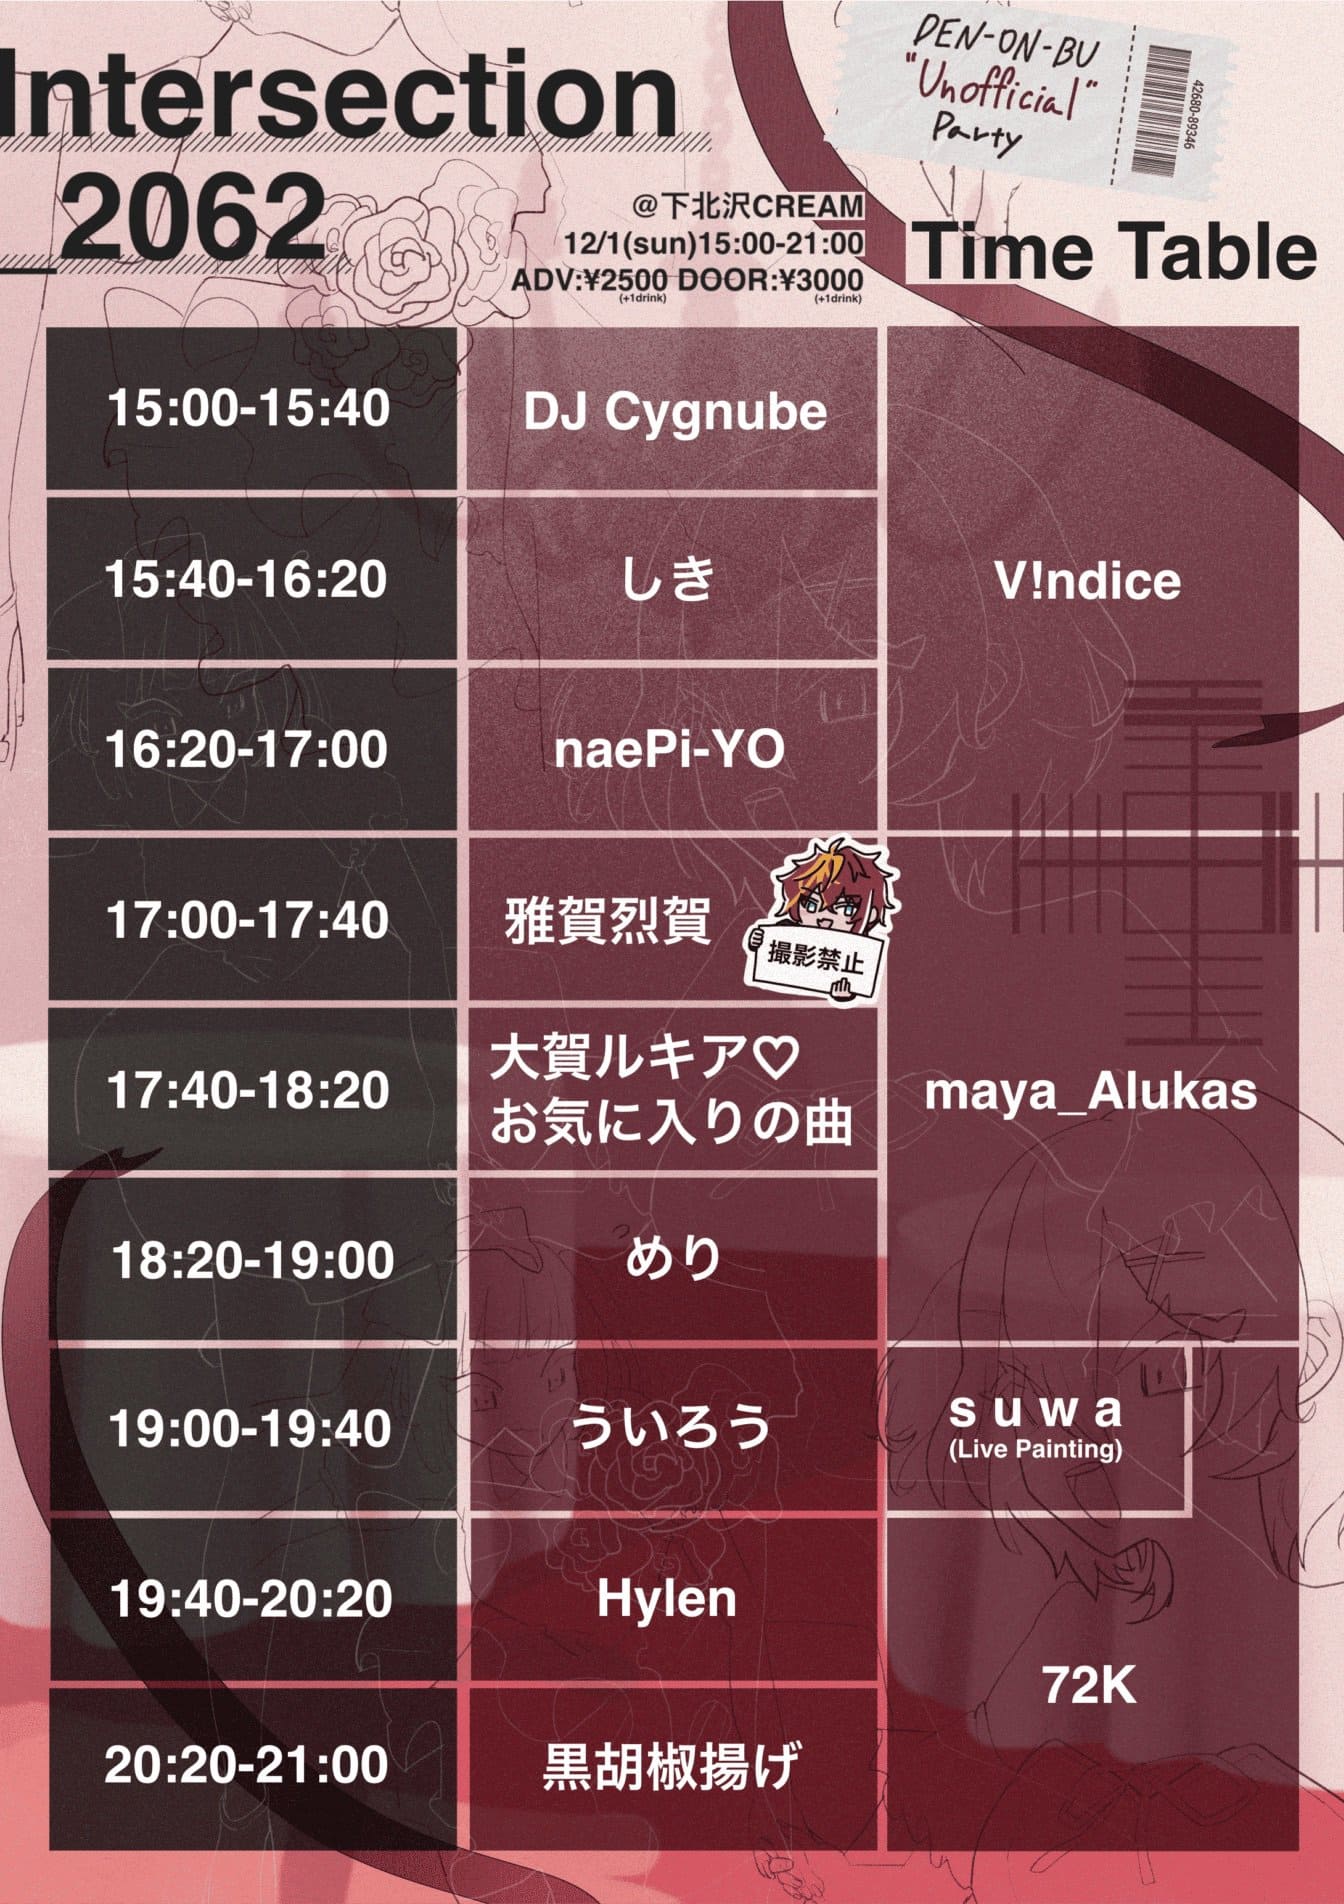 Intersection
_2062
DEN-ON-BU
"Unofficial"
Party
42680-89346
@下北沢CREAM
12/1(sun)15:00-21:00
ADV:¥2500 DOOR:¥3000
(+1drink) (+1drink)
Time Table
15:00-15:40
DJ Cygnube
15:40-16:20
しき
V!ndice
16:20-17:00
naePi-YO
17:00-17:40
雅賀烈賀
撮影禁止
17:40-18:20
大賀ルキア♡
お気に入りの曲
maya_Alukas
18:20-19:00
めり
19:00-19:40
ういろう
suwa
(Live Painting)
19:40-20:20
Hylen
72K
20:20-21:00
黒胡椒揚げ